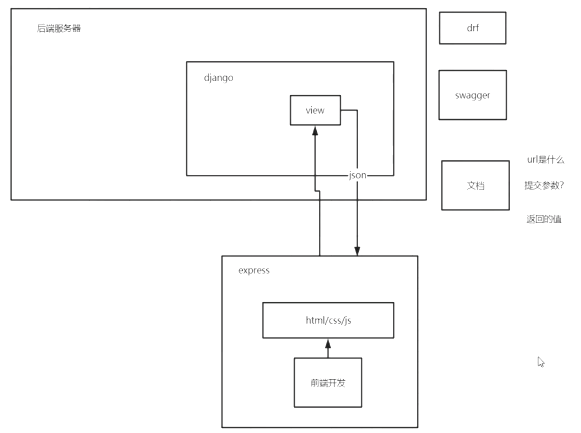 后端服务器
drf
django
swagger
view
url是什么
json
文档
提交参数？
返回的值
express
html/css/js
前端开发